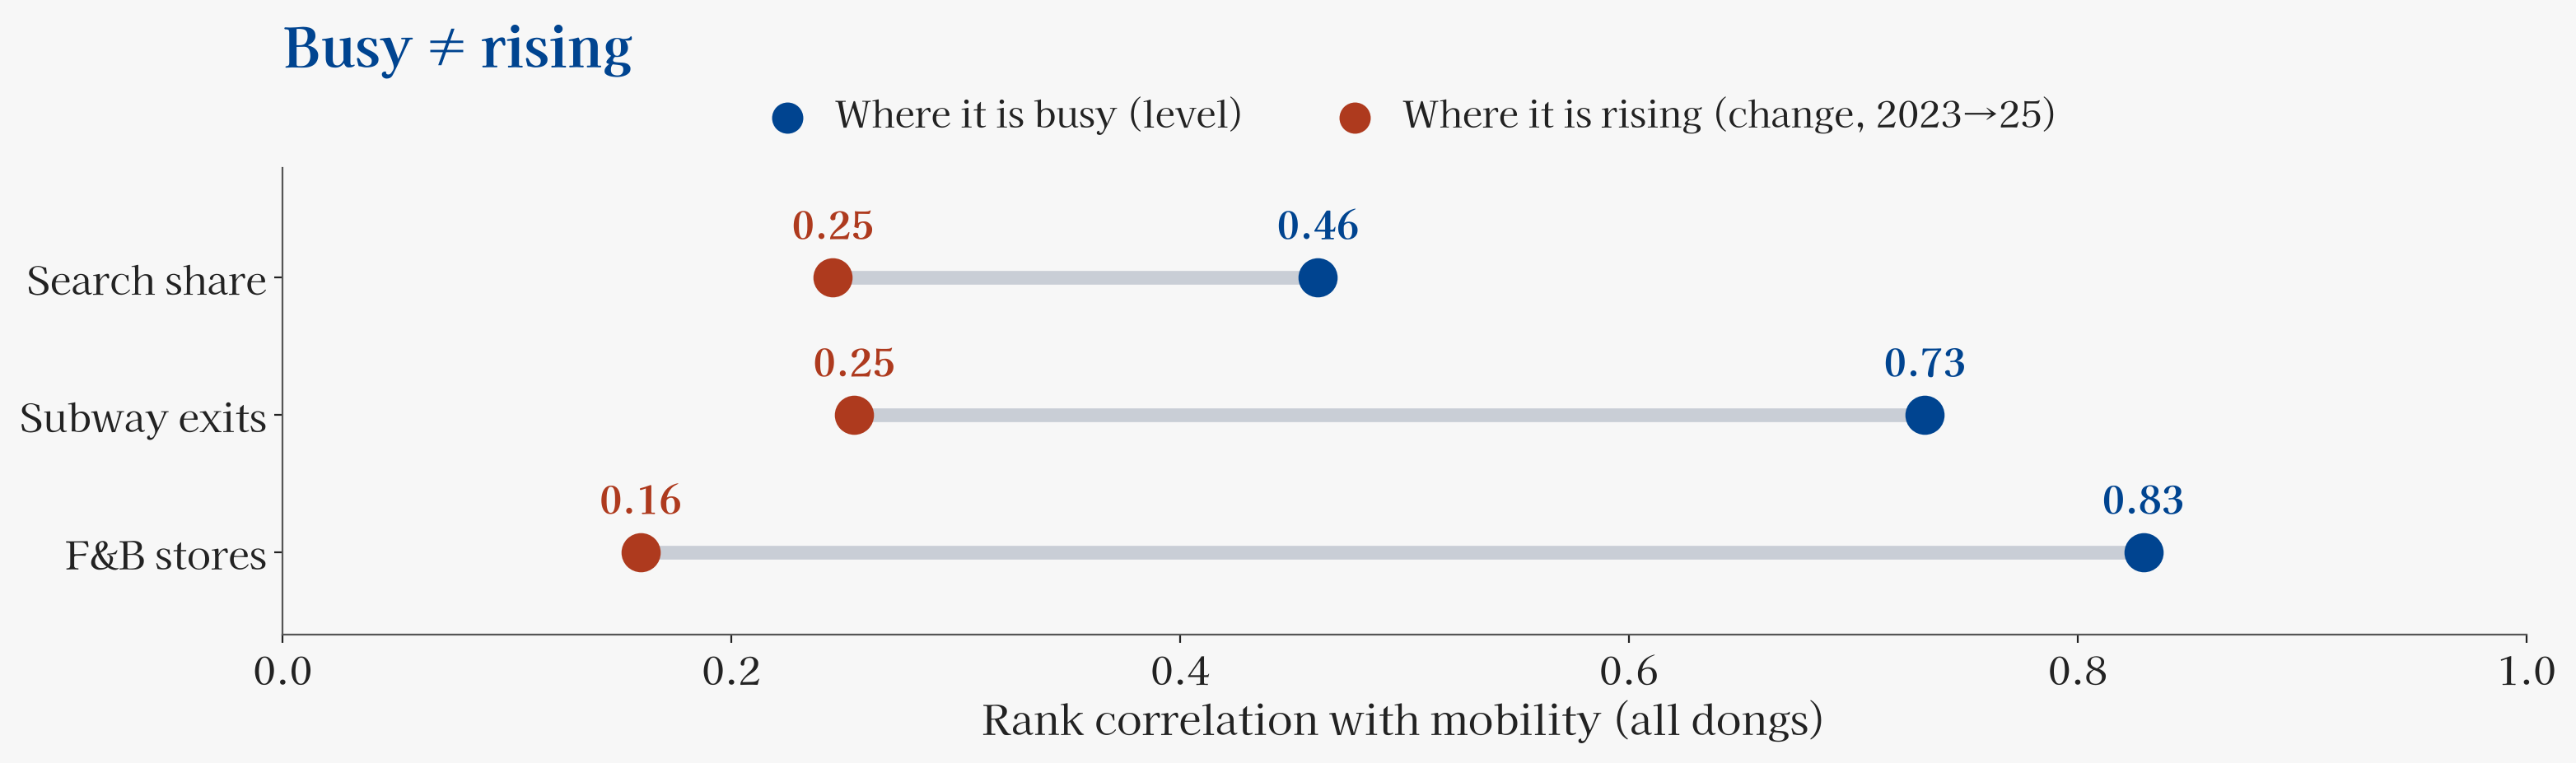 Busy ≠ rising
Where it is busy (level)
Where it is rising (change, 2023→25)
0.25
0.46
Search share
0.25
0.73
Subway exits
0.16
0.83
F&B stores
0.0 0.2 0.4 0.6 0.8 1.0
Rank correlation with mobility (all dongs)